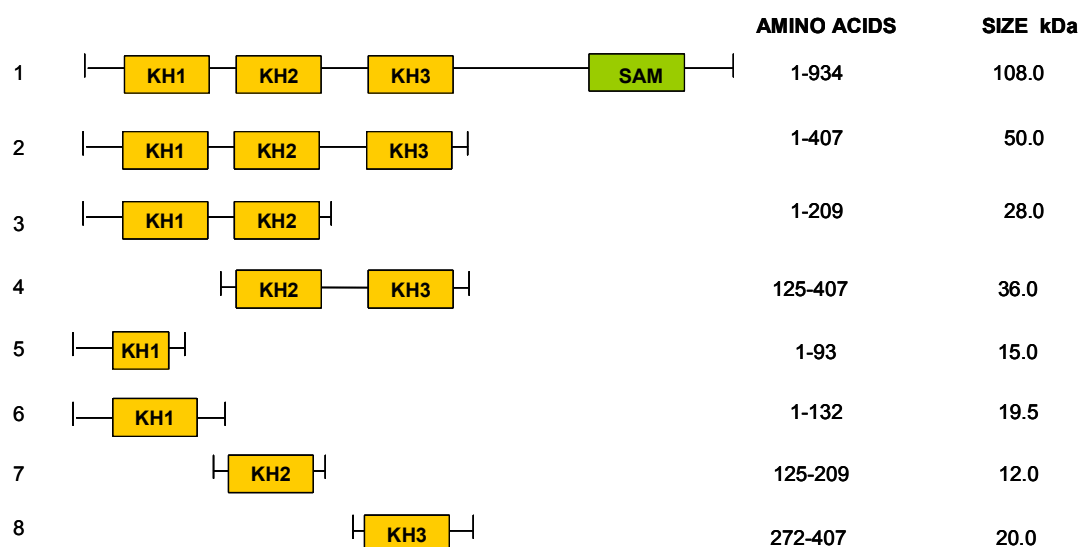 AMINO ACIDS SIZE kDa
1 KH1 KH2 KH3 SAM 1-934 108.0
2 KH1 KH2 KH3 1-407 50.0
3 KH1 KH2 1-209 28.0
4 KH2 KH3 125-407 36.0
5 KH1 1-93 15.0
6 KH1 1-132 19.5
7 KH2 125-209 12.0
8 KH3 272-407 20.0